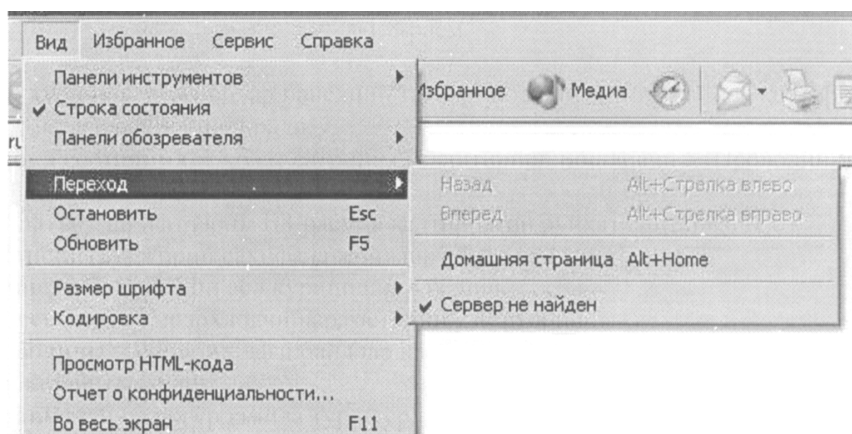 Вид Избранное Сервис Справка
Панели инструментов
Строка состояния
Панели обозревателя
Переход
Остановить Esc
Обновить F5
Размер шрифта
Кодировка
Просмотр HTML-кода
Отчет о конфиденциальности...
Во весь экран F11
Избранное Медиа
ru
Назад Alt+Стрелка влево
Вперед Alt+Стрелка вправо
Домашняя страница Alt+Home
Сервер не найден